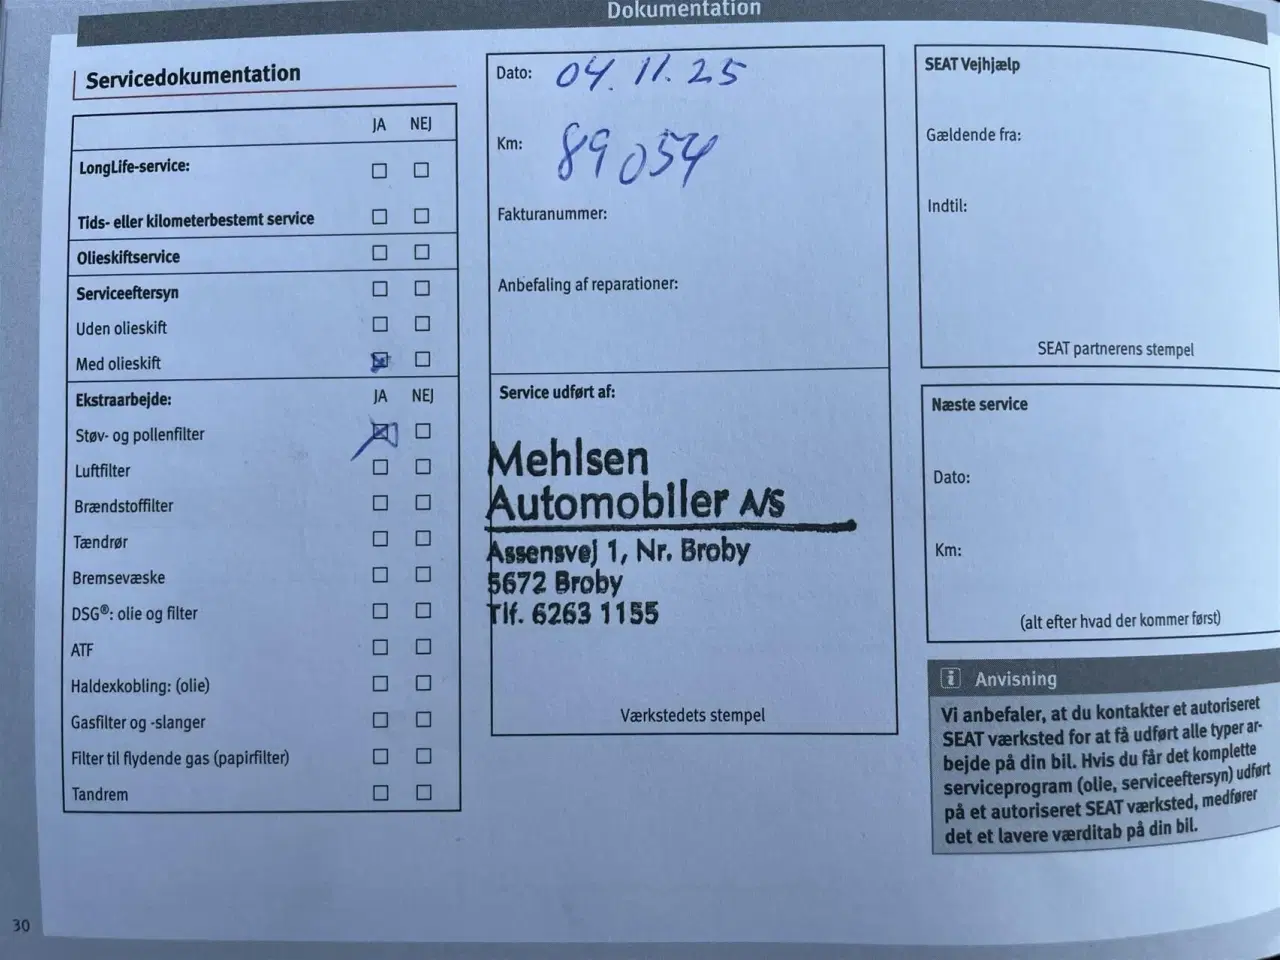 Dokumentation
Servicedokumentation
JA NEJ
LongLife-service:
Tids- eller kilometerbestemt service
Olieskiftservice
Serviceeftersyn
Uden olieskift
Med olieskift
Ekstraarbejde: JA NEJ
Støv- og pollenfilter
Luftfilter
Brændstoffilter
Tændrør
Bremsevæske
DSG®: olie og filter
ATF
Haldexkobling: (olie)
Gasfilter og -slanger
Filter til flydende gas (papirfilter)
Tandrem
Dato: 04.11.25
Km: 89054
Fakturanummer:
Anbefaling af reparationer:
Service udført af:
Mehlsen
Automobiler A/S
Assensvej 1, Nr. Broby
5672 Broby
Tlf. 6263 1155
Værkstedets stempel
SEAT Vejhjælp
Gældende fra:
Indtil:
SEAT partnerens stempel
Næste service
Dato:
Km:
(alt efter hvad der kommer først)
i Anvisning
Vi anbefaler, at du kontakter et autoriseret
SEAT værksted for at få udført alle typer ar-
bejde på din bil. Hvis du får det komplette
serviceprogram (olie, serviceeftersyn) udført
på et autoriseret SEAT værksted, medfører
det et lavere værditab på din bil.
30